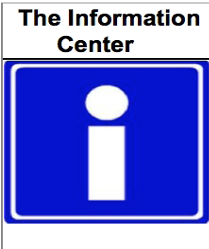 The Information
Center
i